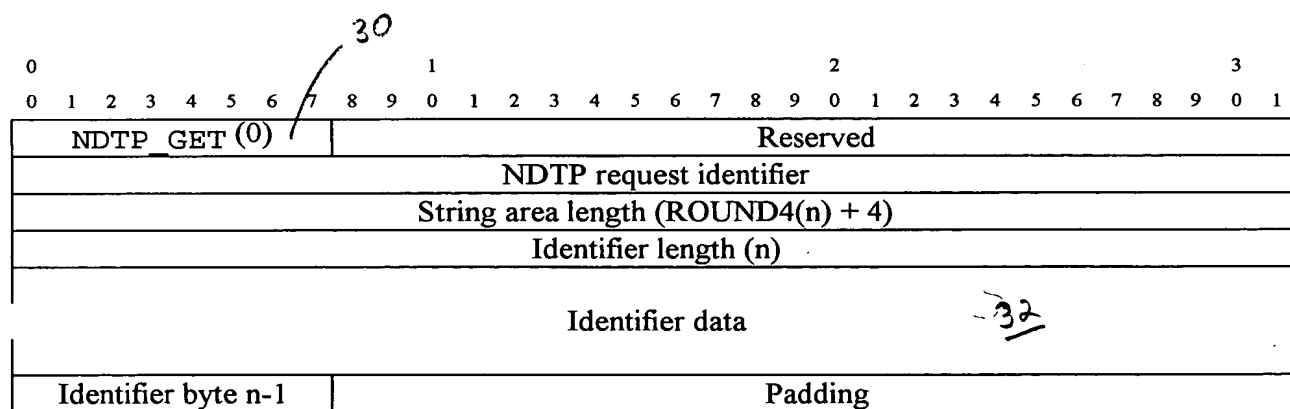 30
0 1 2 3
0 1 2 3 4 5 6 7 8 9 0 1 2 3 4 5 6 7 8 9 0 1 2 3 4 5 6 7 8 9 0 1
NDTP_GET (0) Reserved
NDTP request identifier
String area length (ROUND4(n) + 4)
Identifier length (n)
Identifier data 32
Identifier byte n-1 Padding